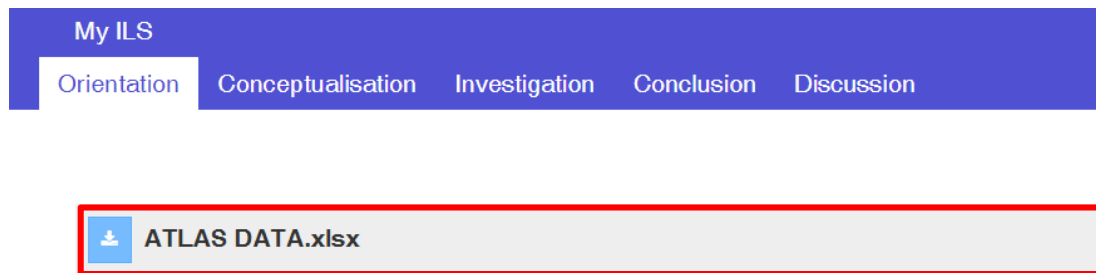 My ILS
Orientation Conceptualisation Investigation Conclusion Discussion
ATLAS DATA.xlsx